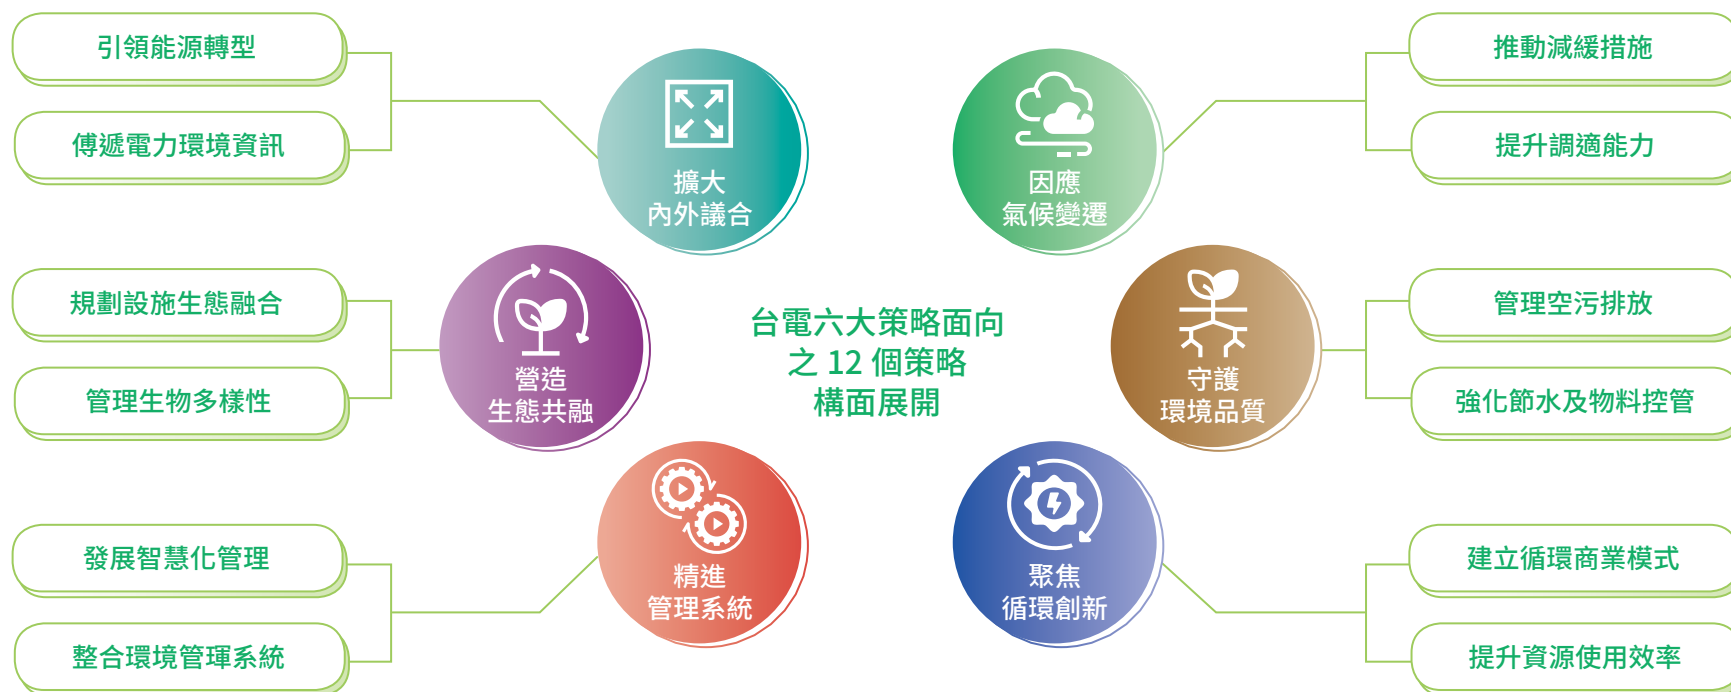 引領能源轉型
傅遞電力環境資訊
擴大
內外議合
因應
氣候變遷
推動減緩措施
提升調適能力
規劃設施生態融合
管理生物多樣性
營造
生態共融
台電六大策略面向
之 12 個策略
構面展開
守護
環境品質
管理空污排放
強化節水及物料控管
發展智慧化管理
整合環境管理系統
精進
管理系統
聚焦
循環創新
建立循環商業模式
提升資源使用效率